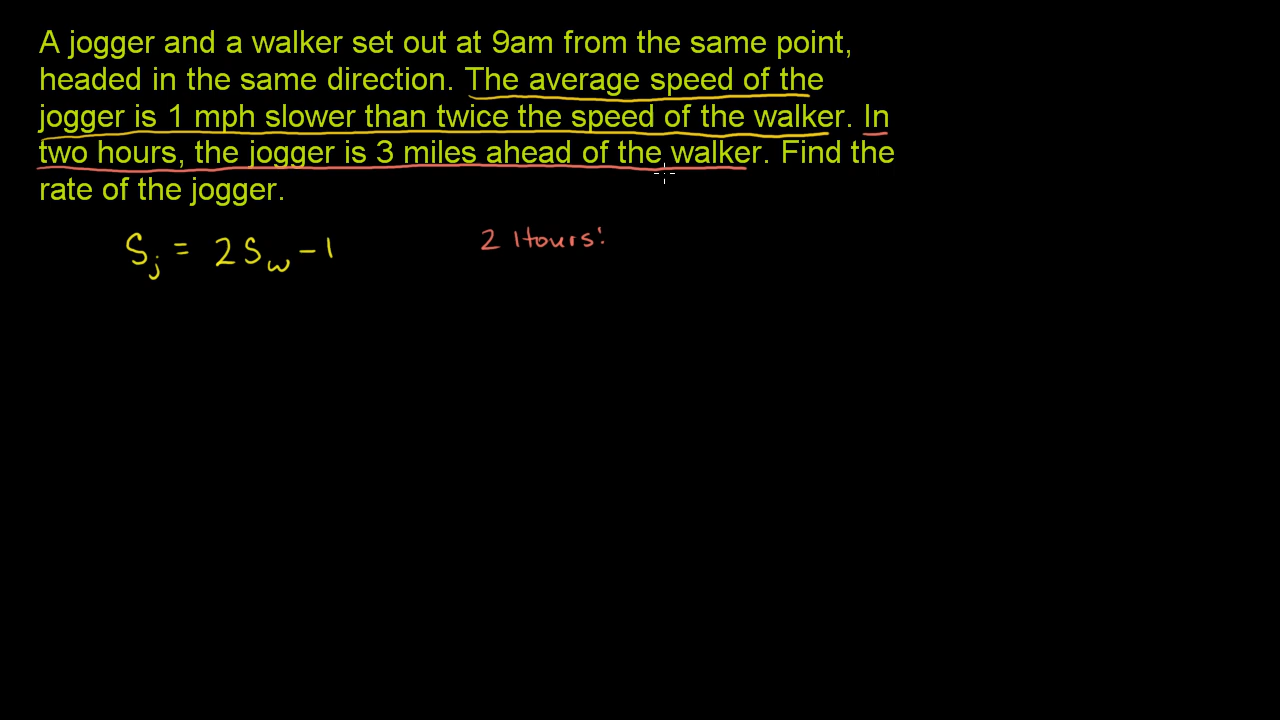 A jogger and a walker set out at 9am from the same point,
headed in the same direction. The average speed of the
jogger is 1 mph slower than twice the speed of the walker. In
two hours, the jogger is 3 miles ahead of the walker. Find the
rate of the jogger.
Sj = 2Sw - 1
2 Hours: